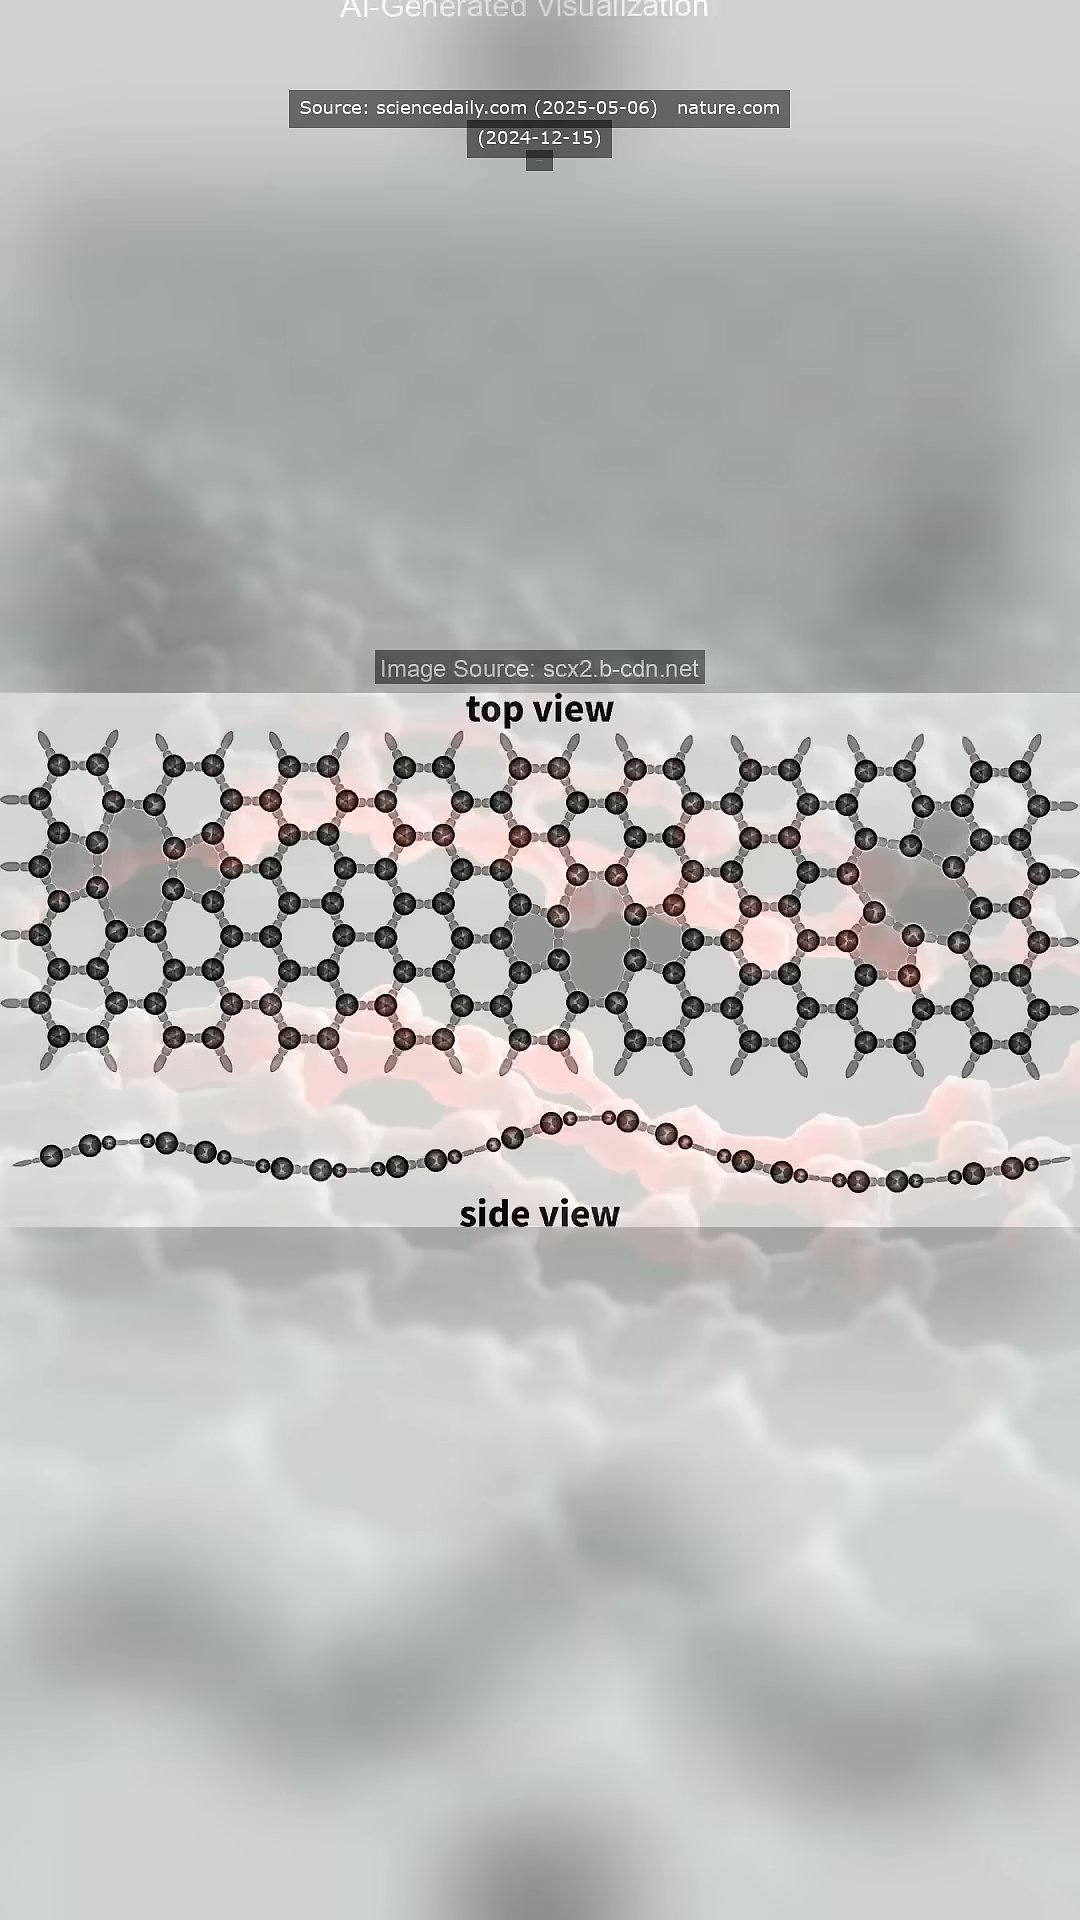 AI-Generated Visualization
Source: sciencedaily.com (2025-05-06)   nature.com
(2024-12-15)
Image Source: scx2.b-cdn.net
top view
side view